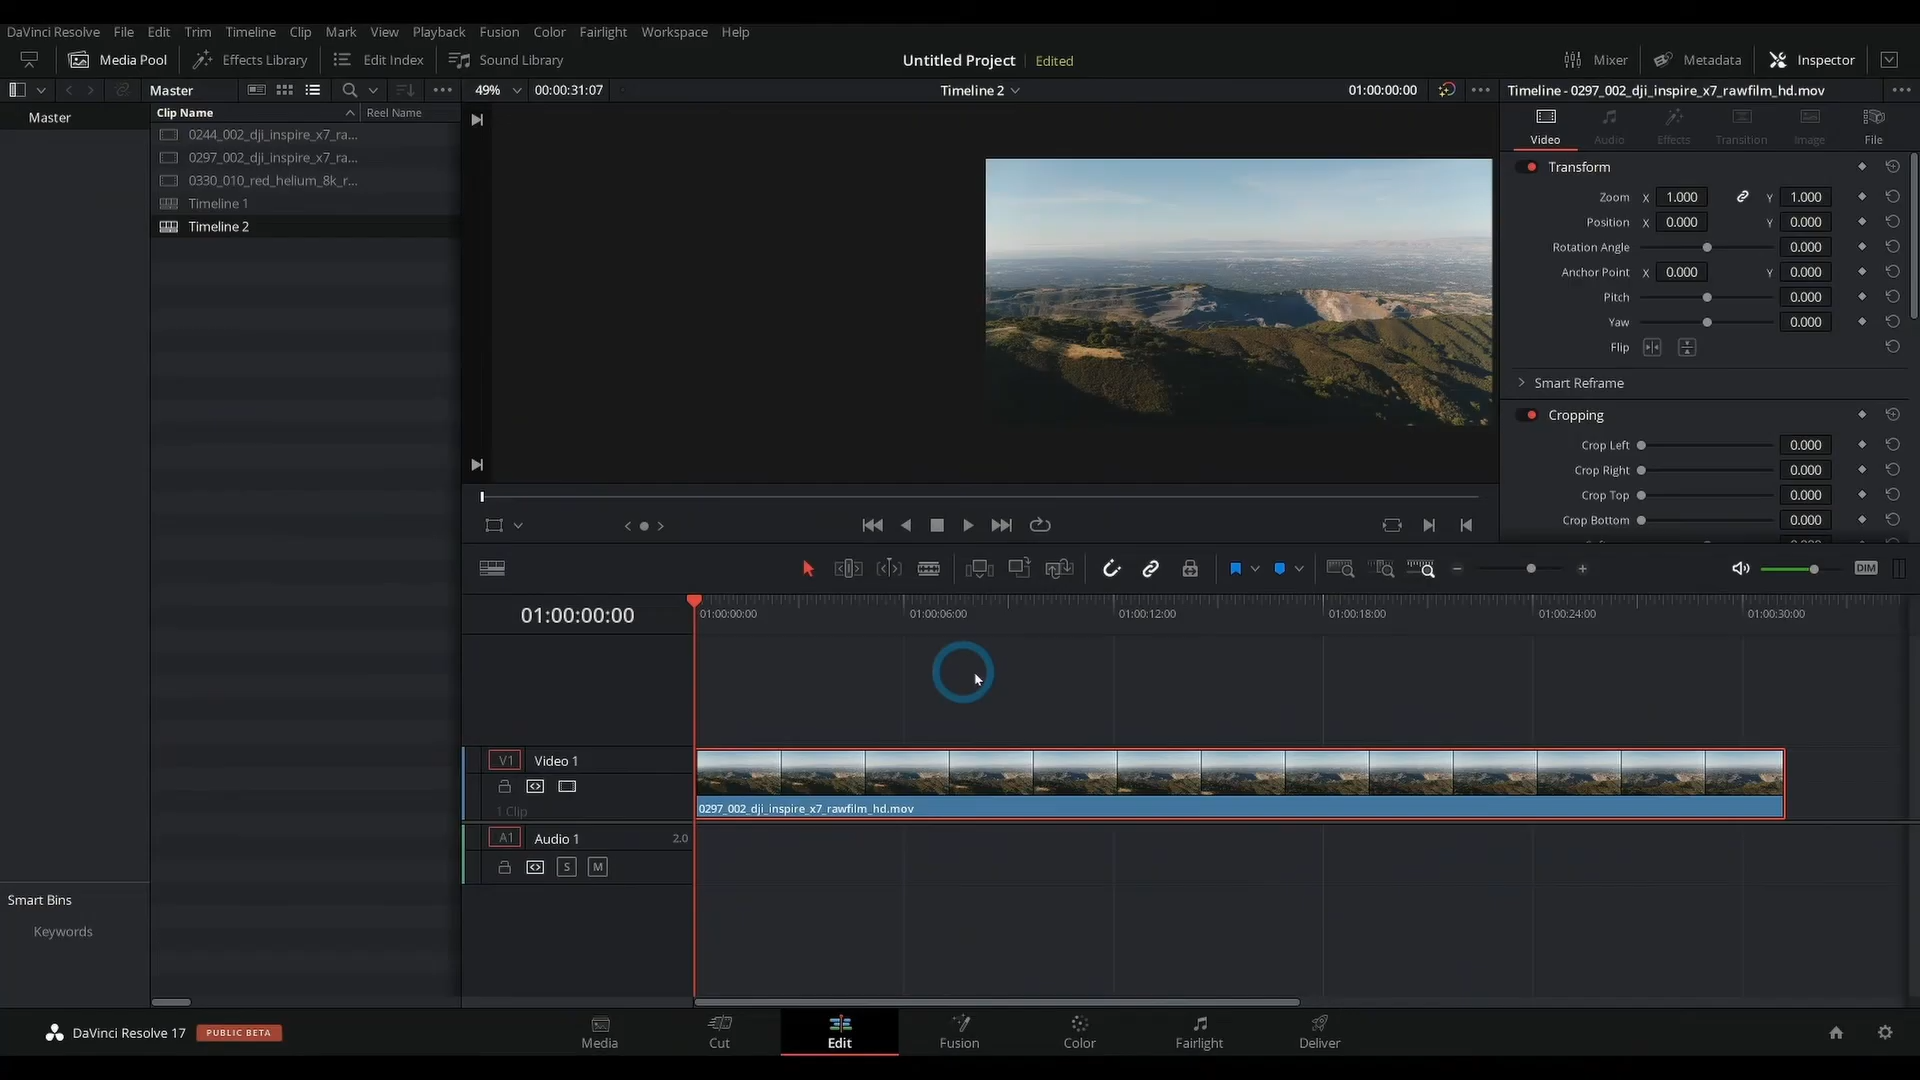 DaVinci Resolve File Edit Trim Timeline Clip Mark View Playback Fusion Color Fairlight Workspace Help
Media Pool Effects Library Edit Index Sound Library Untitled Project Edited Mixer Metadata Inspector
Master 49% 00:00:31:07 Timeline 2 01:00:00:00 Timeline - 0297_002_dji_inspire_x7_rawfilm_hd.mov
Master
Clip Name Reel Name
0244_002_dji_inspire_x7_ra...
0297_002_dji_inspire_x7_ra...
0330_010_red_helium_8k_r...
Timeline 1
Timeline 2
Video Audio Effects Transition Image File
Transform
Zoom X 1.000 Y 1.000
Position X 0.000 Y 0.000
Rotation Angle 0.000
Anchor Point X 0.000 Y 0.000
Pitch 0.000
Yaw 0.000
Flip
Smart Reframe
Cropping
Crop Left 0.000
Crop Right 0.000
Crop Top 0.000
Crop Bottom 0.000
DIM
01:00:00:00
01:00:00:00 01:00:06:00 01:00:12:00 01:00:18:00 01:00:24:00 01:00:30:00
V1 Video 1
1 Clip
0297_002_dji_inspire_x7_rawfilm_hd.mov
A1 Audio 1 2.0
S M
Smart Bins
Keywords
DaVinci Resolve 17 PUBLIC BETA
Media Cut Edit Fusion Color Fairlight Deliver